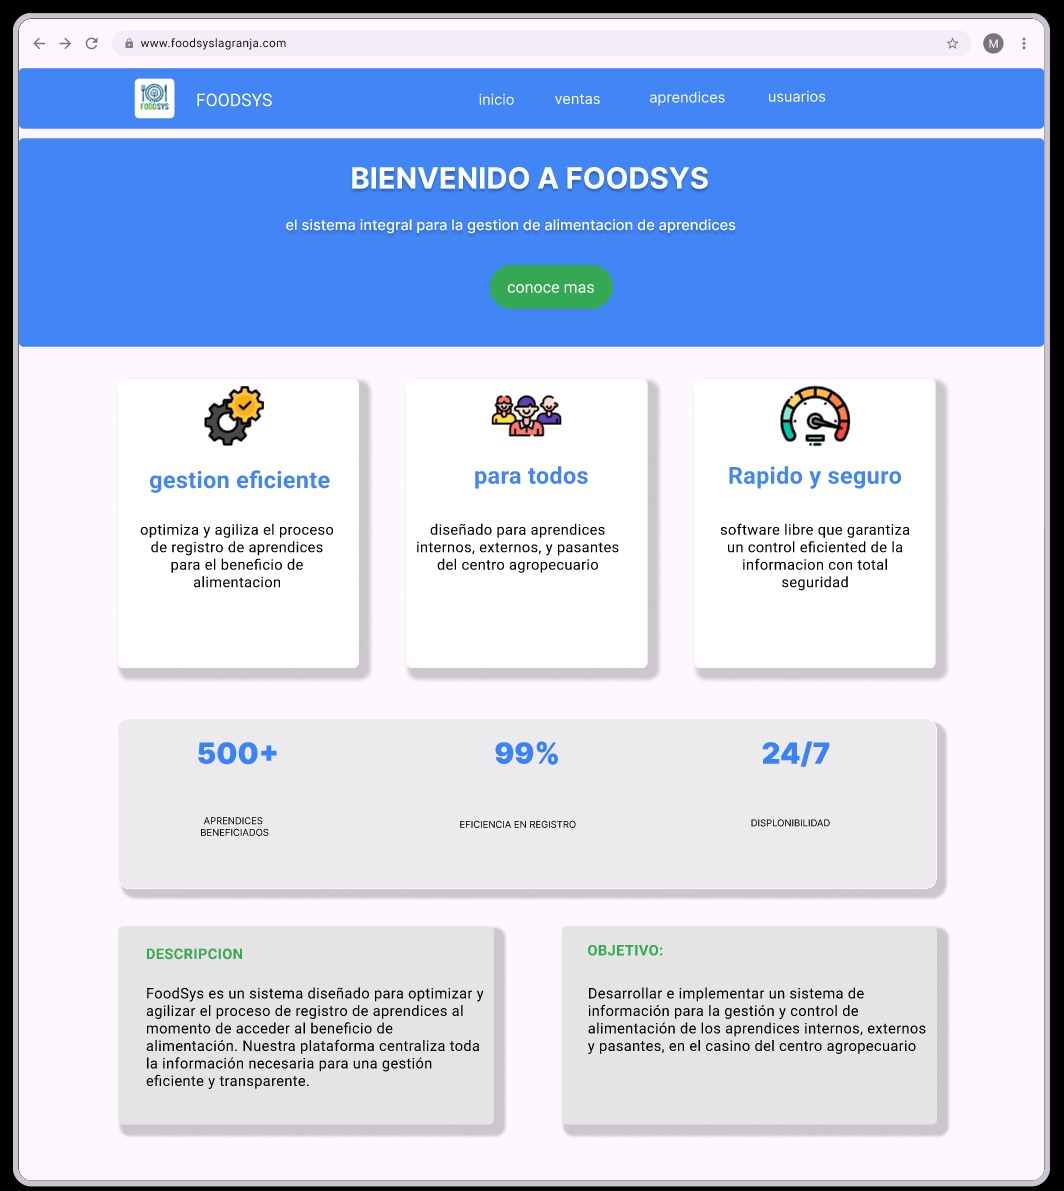 www.foodsyslagranja.com
M
FOODSYS
FOODSYS
inicio
ventas
aprendices
usuarios
BIENVENIDO A FOODSYS
el sistema integral para la gestion de alimentacion de aprendices
conoce mas
gestion eficiente
optimiza y agiliza el proceso
de registro de aprendices
para el beneficio de
alimentacion
para todos
diseñado para aprendices
internos, externos, y pasantes
del centro agropecuario
Rapido y seguro
software libre que garantiza
un control eficiented de la
informacion con total
seguridad
500+
APRENDICES
BENEFICIADOS
99%
EFICIENCIA EN REGISTRO
24/7
DISPLONIBILIDAD
DESCRIPCION
FoodSys es un sistema diseñado para optimizar y
agilizar el proceso de registro de aprendices al
momento de acceder al beneficio de
alimentación. Nuestra plataforma centraliza toda
la información necesaria para una gestión
eficiente y transparente.
OBJETIVO:
Desarrollar e implementar un sistema de
información para la gestión y control de
alimentación de los aprendices internos, externos
y pasantes, en el casino del centro agropecuario